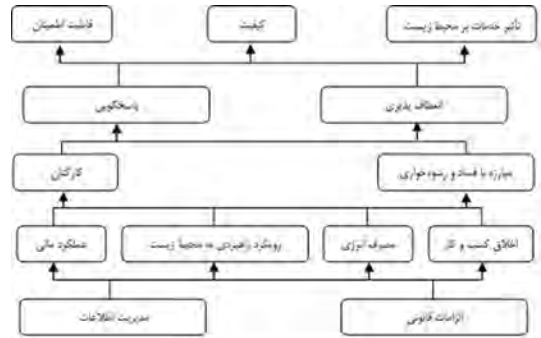 تأثیر خدمات بر محیط زیست
کیفیت
قابلیت اطمینان
انعطاف پذیری
پاسخگویی
مبارزه با فساد و رشوه خواری
کارکنان
اخلاق کسب و کار
مصرف انرژی
رویکرد راهبردی به محیط زیست
عملکرد مالی
الزامات قانونی
مدیریت اطلاعات